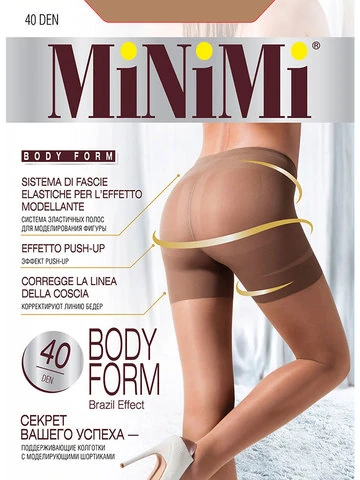 40 DEN
MiNiMi®
BODY FORM
SISTEMA DI FASCIE
ELASTICHE PER L'EFFETTO
MODELLANTE
СИСТЕМА ЭЛАСТИЧНЫХ ПОЛОС
ДЛЯ МОДЕЛИРОВАНИЯ ФИГУРЫ
EFFETTO PUSH-UP
ЭФФЕКТ PUSH-UP
CORREGGE LA LINEA
DELLA COSCIA
КОРРЕКТИРУЮТ ЛИНИЮ БЕДЕР
40
DEN
BODY
FORM
Brazil Effect
СЕКРЕТ
ВАШЕГО УСПЕХА —
ПОДДЕРЖИВАЮЩИЕ КОЛГОТКИ
С МОДЕЛИРУЮЩИМИ ШОРТИКАМИ